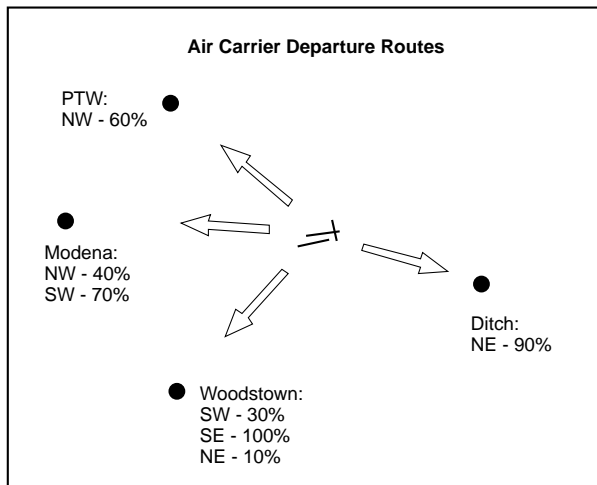 Air Carrier Departure Routes
PTW:
NW - 60%
Modena:
NW - 40%
SW - 70%
Ditch:
NE - 90%
Woodstown:
SW - 30%
SE - 100%
NE - 10%